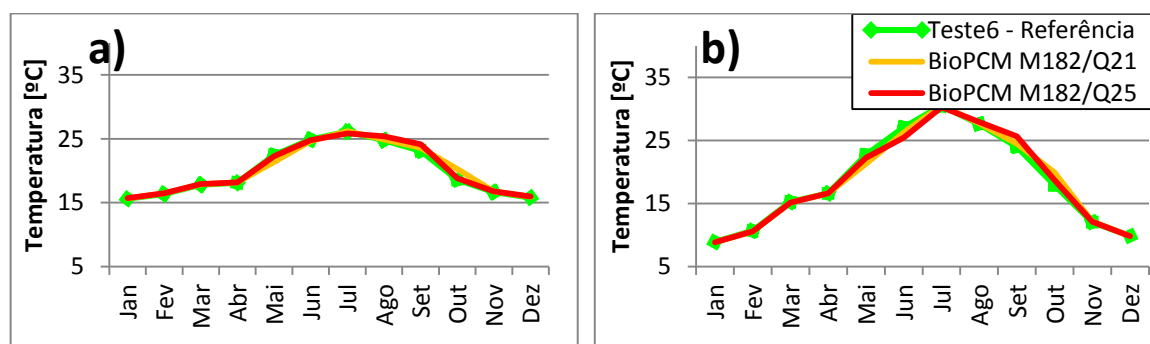 a)
Temperatura [ºC]
35
25
15
5
Jan
Fev
Mar
Abr
Mai
Jun
Jul
Ago
Set
Out
Nov
Dez
b)
Teste6 - Referência
BioPCM M182/Q21
BioPCM M182/Q25
Temperatura [ºC]
35
25
15
5
Jan
Fev
Mar
Abr
Mai
Jun
Jul
Ago
Set
Out
Nov
Dez